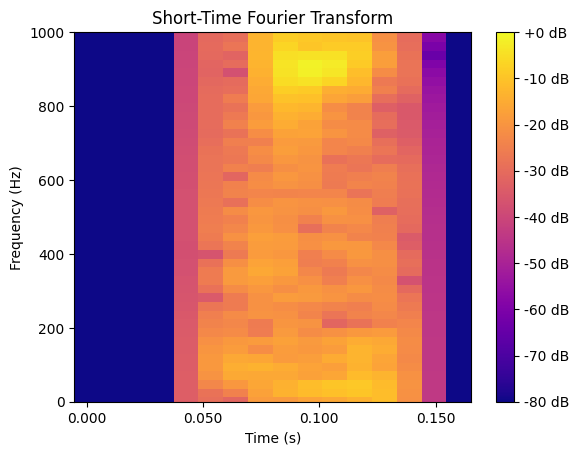 Short-Time Fourier Transform
1000
800
600
400
200
0
Frequency (Hz)
0.000
0.050
0.100
0.150
Time (s)
+0 dB
-10 dB
-20 dB
-30 dB
-40 dB
-50 dB
-60 dB
-70 dB
-80 dB